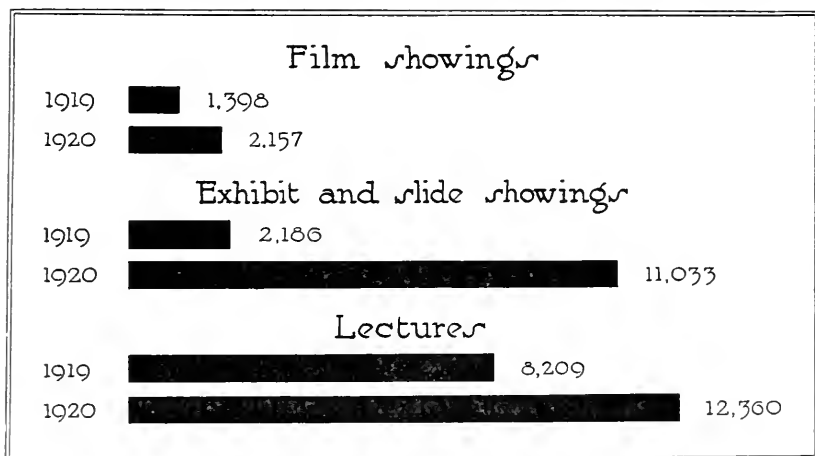 Film showings
1919 1,398
1920 2,157
Exhibit and slide showings
1919 2,186
1920 11,033
Lectures
1919 8,209
1920 12,360